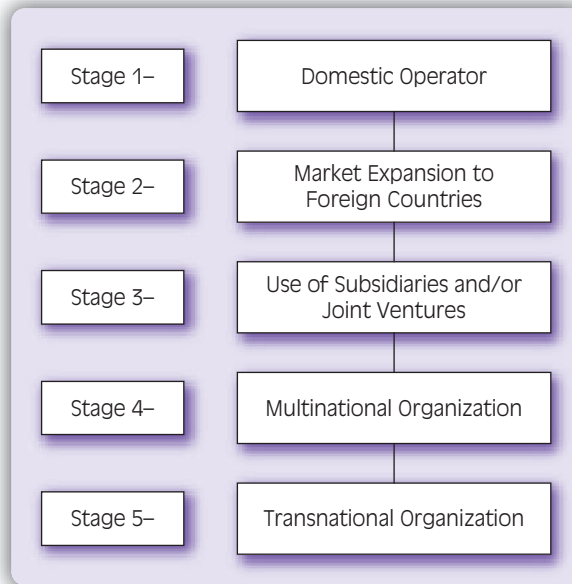 Stage 1–
Domestic Operator
Stage 2–
Market Expansion to
Foreign Countries
Stage 3–
Use of Subsidiaries and/or
Joint Ventures
Stage 4–
Multinational Organization
Stage 5–
Transnational Organization